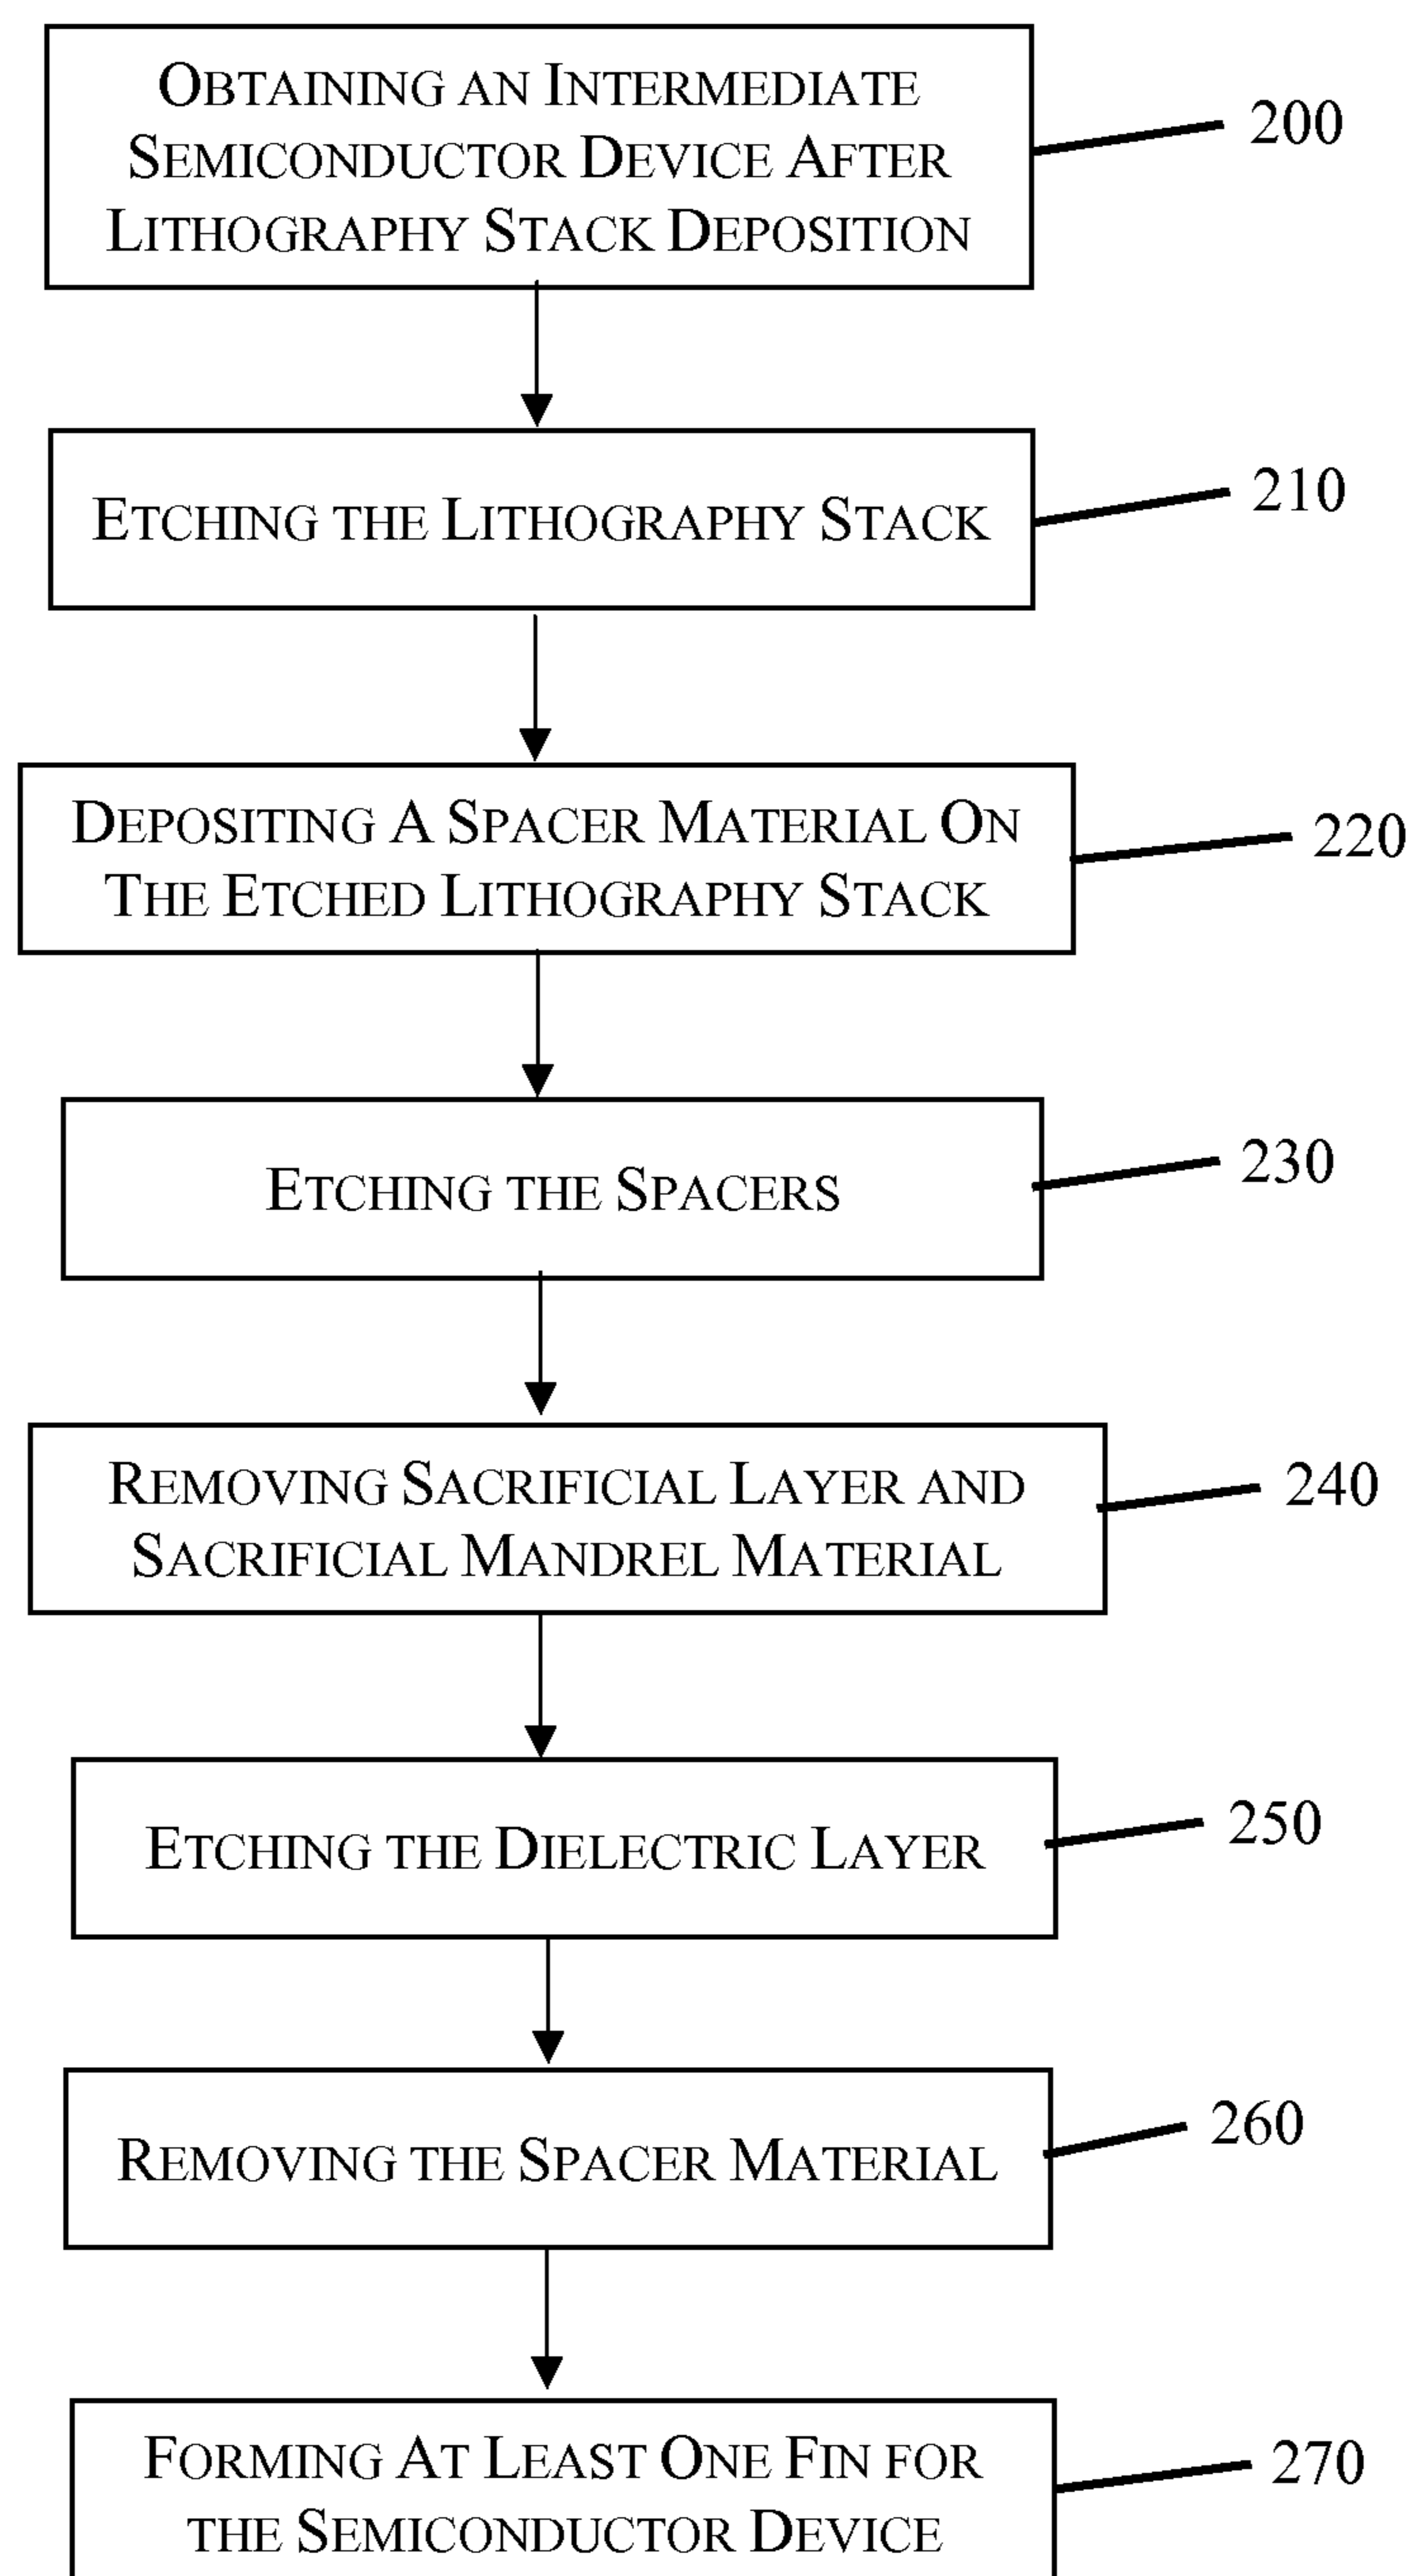 OBTAINING AN INTERMEDIATE
SEMICONDUCTOR DEVICE AFTER
LITHOGRAPHY STACK DEPOSITION
200
ETCHING THE LITHOGRAPHY STACK
210
DEPOSITING A SPACER MATERIAL ON
THE ETCHED LITHOGRAPHY STACK
220
ETCHING THE SPACERS
230
REMOVING SACRIFICIAL LAYER AND
SACRIFICIAL MANDREL MATERIAL
240
ETCHING THE DIELECTRIC LAYER
250
REMOVING THE SPACER MATERIAL
260
FORMING AT LEAST ONE FIN FOR
THE SEMICONDUCTOR DEVICE
270